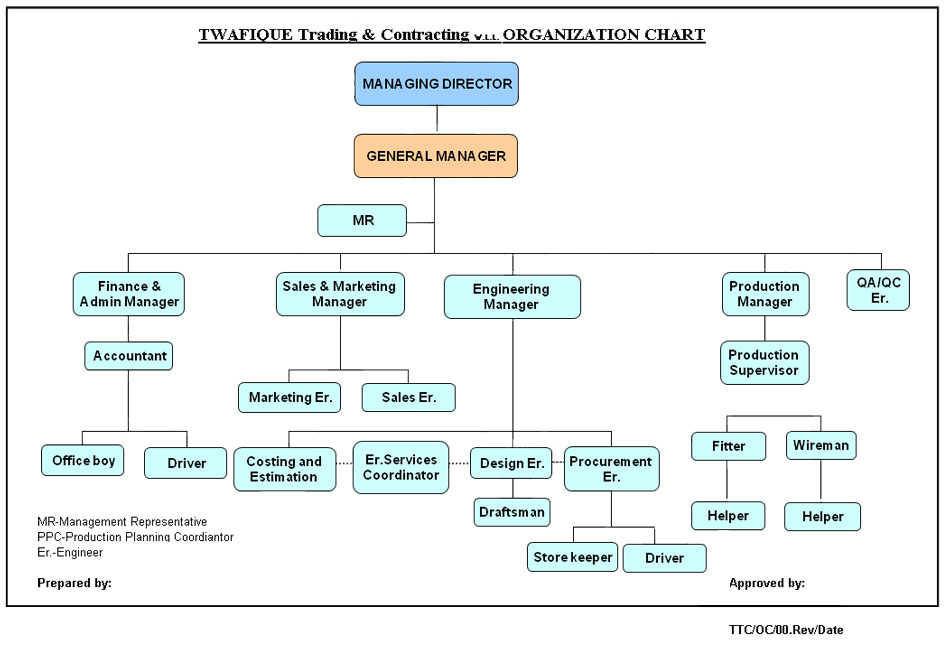 TWAFIQUE Trading & Contracting w.l.l. ORGANIZATION CHART
MANAGING DIRECTOR
GENERAL MANAGER
MR
Finance &
Admin Manager
Sales & Marketing
Manager
Engineering
Manager
Production
Manager
QA/QC
Er.
Accountant
Production
Supervisor
Marketing Er.
Sales Er.
Office boy
Driver
Costing and
Estimation
Er.Services
Coordinator
Design Er.
Procurement
Er.
Fitter
Wireman
Draftsman
Helper
Helper
Store keeper
Driver
MR-Management Representative
PPC-Production Planning Coordiantor
Er.-Engineer
Prepared by:
Approved by:
TTC/OC/00.Rev/Date